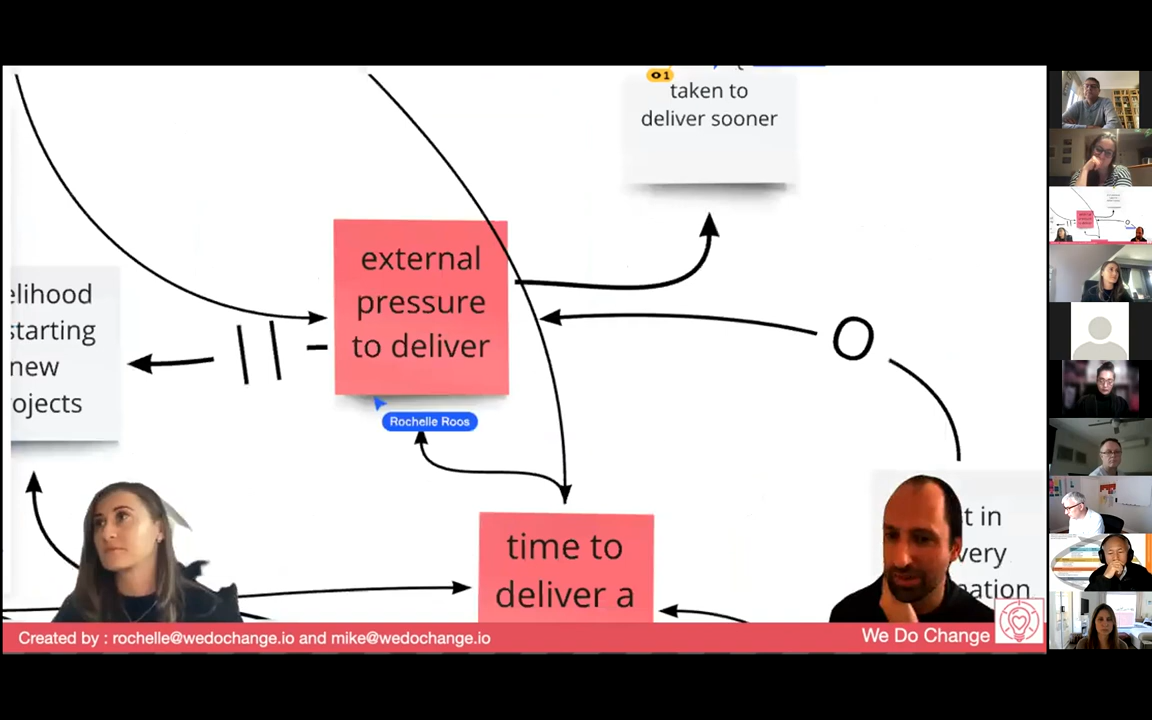 1
taken to
deliver sooner
external
pressure
to deliver
elihood
starting
new
ojects
||
-
O
Rochelle Roos
time to
deliver a
t in
very
nation
Created by : rochelle@wedochange.io and mike@wedochange.io
We Do Change